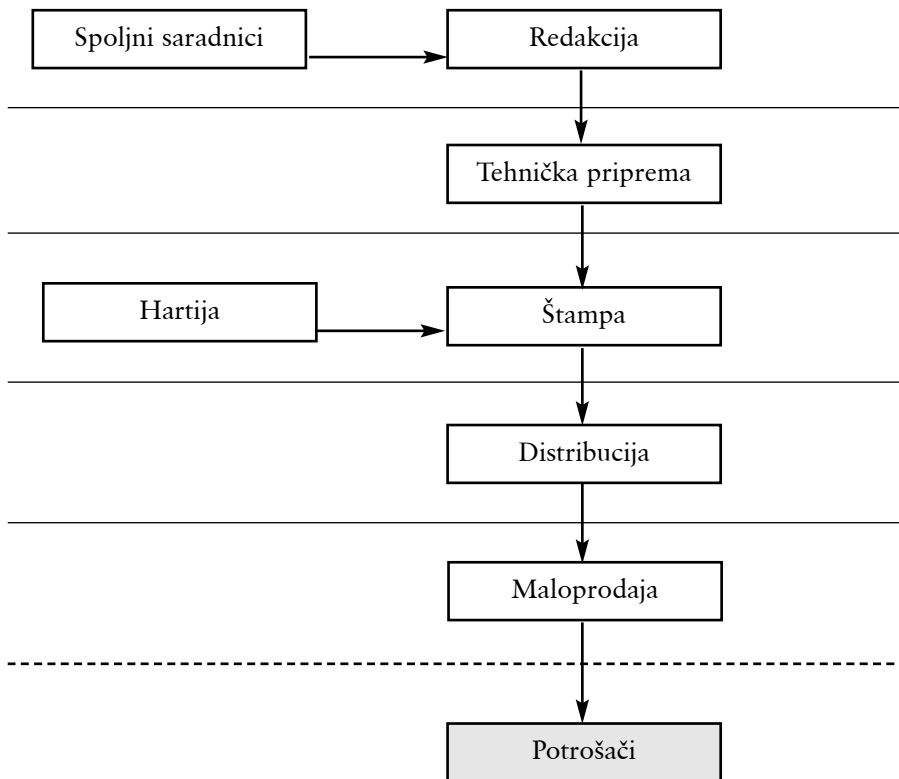 Spoljni saradnici
Redakcija
Tehnička priprema
Hartija
Štampa
Distribucija
Maloprodaja
Potrošači